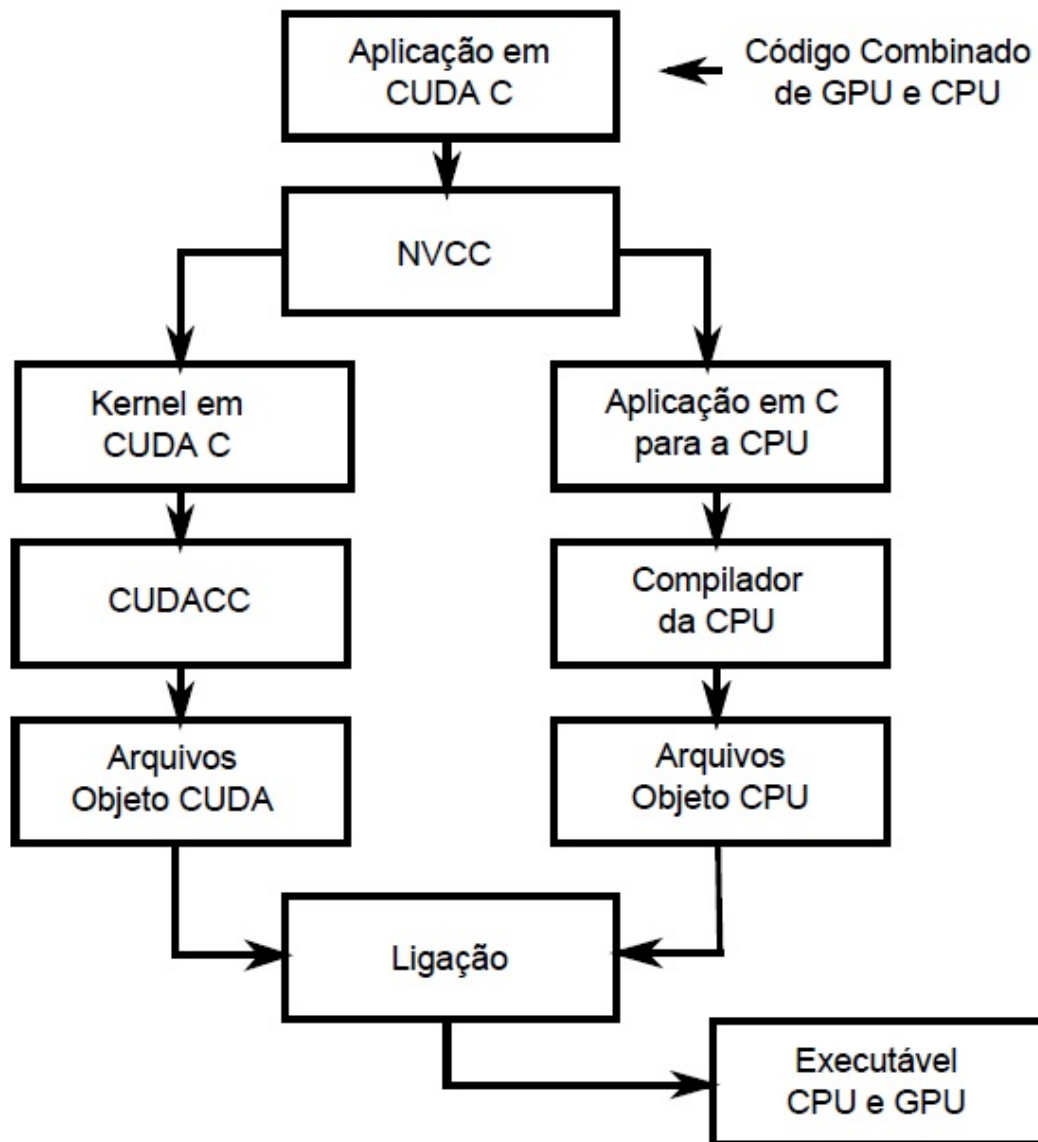 Aplicação em
CUDA C
Código Combinado
de GPU e CPU
NVCC
Kernel em
CUDA C
Aplicação em C
para a CPU
CUDACC
Compilador
da CPU
Arquivos
Objeto CUDA
Arquivos
Objeto CPU
Ligação
Executável
CPU e GPU